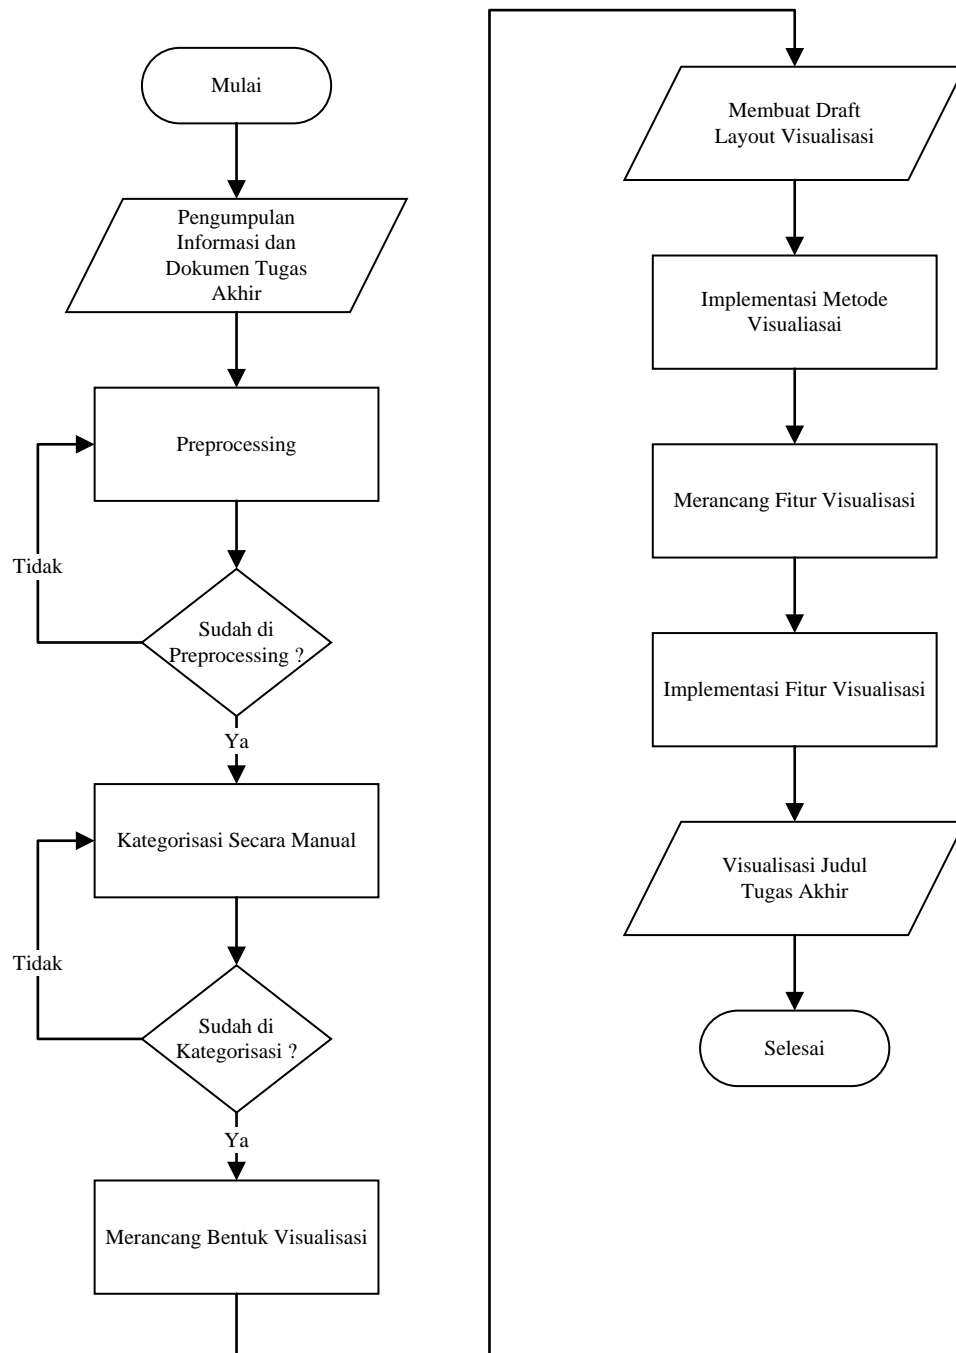 Mulai
Pengumpulan
Informasi dan
Dokumen Tugas
Akhir
Preprocessing
Tidak
Sudah di
Preprocessing ?
Ya
Kategorisasi Secara Manual
Tidak
Sudah di
Kategorisasi ?
Ya
Merancang Bentuk Visualisasi
Membuat Draft
Layout Visualisasi
Implementasi Metode
Visualiasai
Merancang Fitur Visualisasi
Implementasi Fitur Visualisasi
Visualisasi Judul
Tugas Akhir
Selesai